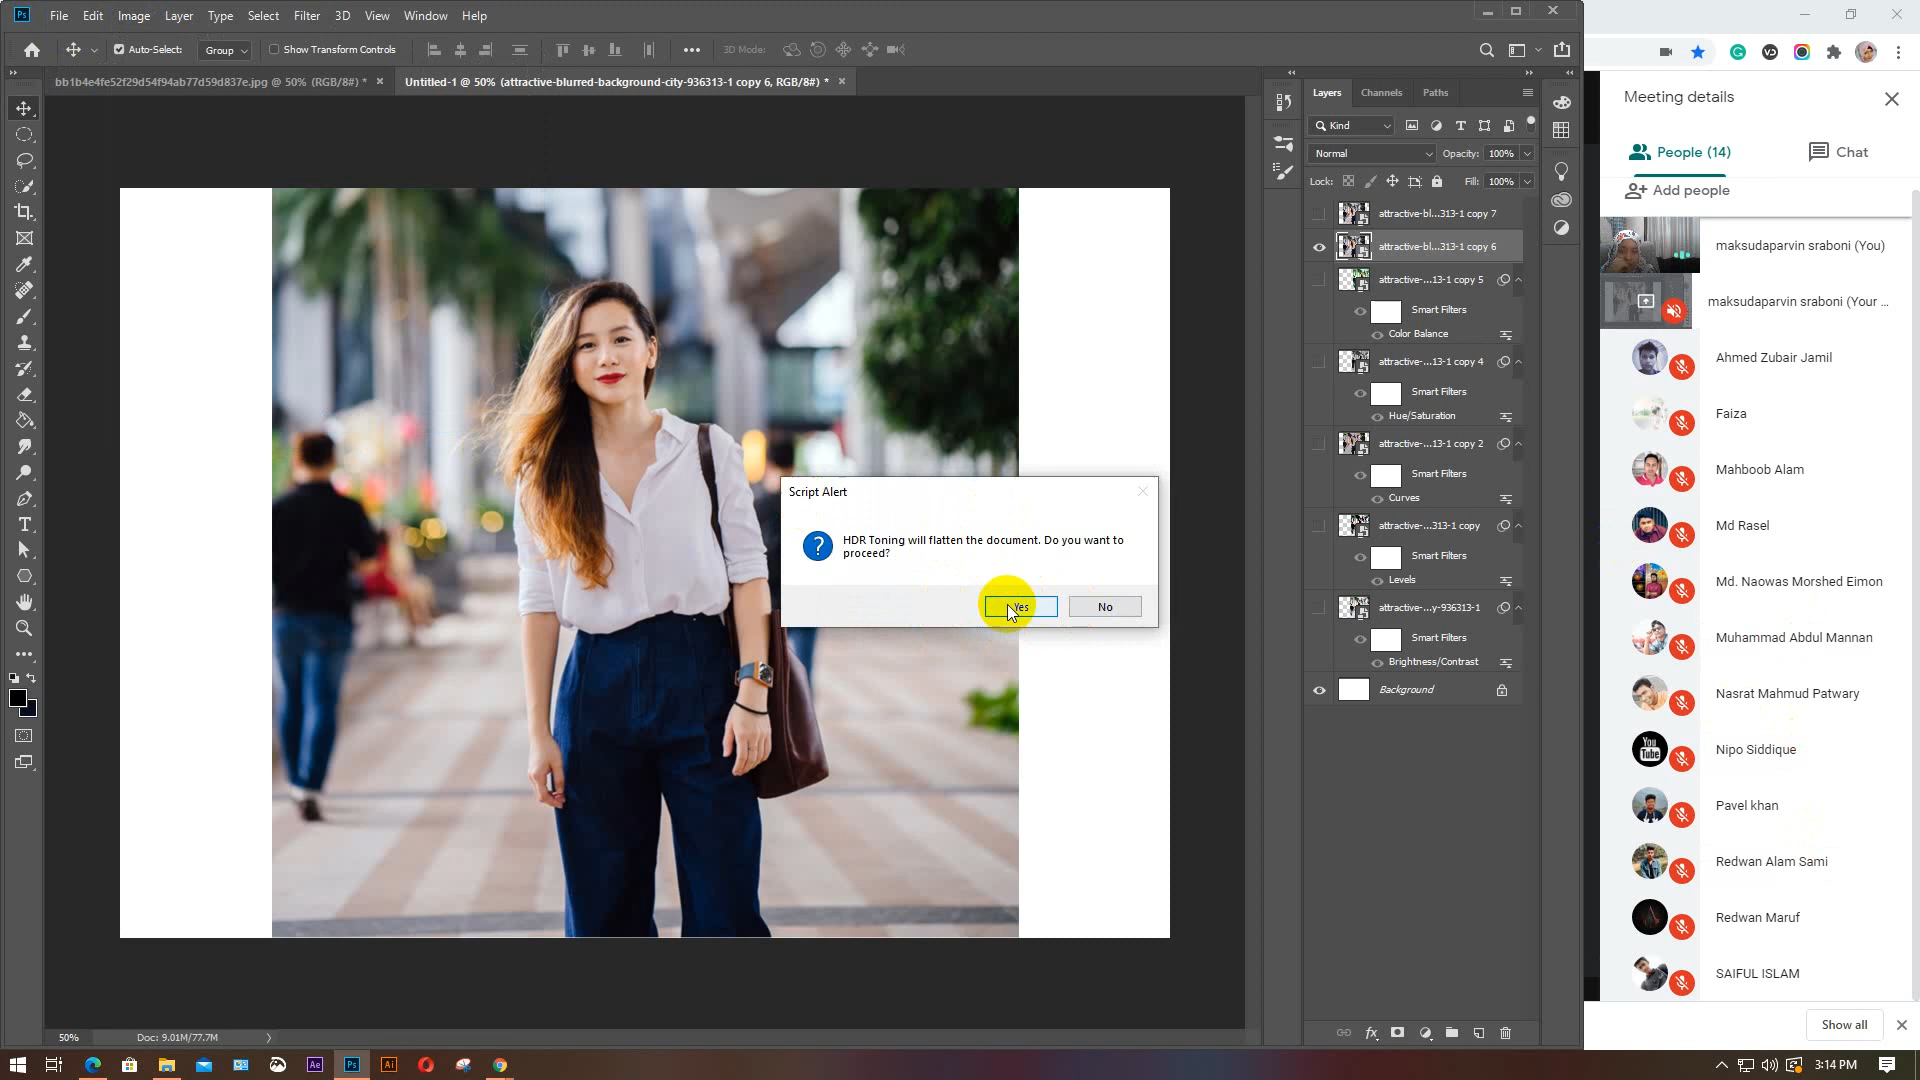 File Edit Image Layer Type Select Filter 3D View Window Help
Auto-Select: Group Show Transform Controls 3D Mode:
bb1b4e4fe52f29d54f94ab77d59d837e.jpg @ 50% (RGB/8#) *
Untitled-1 @ 50% (attractive-blurred-background-city-936313-1 copy 6, RGB/8#) *
Script Alert
HDR Toning will flatten the document. Do you want to
proceed?
Yes No
50% Doc: 9.01M/77.7M
Layers Channels Paths
Kind
Normal Opacity: 100%
Lock: Fill: 100%
attractive-bl...313-1 copy 7
attractive-bl...313-1 copy 6
attractive-...13-1 copy 5
Smart Filters
Color Balance
attractive-...13-1 copy 4
Smart Filters
Hue/Saturation
attractive-...13-1 copy 2
Smart Filters
Curves
attractive-...313-1 copy
Smart Filters
Levels
attractive-...y-936313-1
Smart Filters
Brightness/Contrast
Background
Meeting details
People (14) Chat
Add people
maksudaparvin sraboni (You)
maksudaparvin sraboni (Your ...
Ahmed Zubair Jamil
Faiza
Mahboob Alam
Md Rasel
Md. Naowas Morshed Eimon
Muhammad Abdul Mannan
Nasrat Mahmud Patwary
Nipo Siddique
Pavel khan
Redwan Alam Sami
Redwan Maruf
SAIFUL ISLAM
Show all
3:14 PM